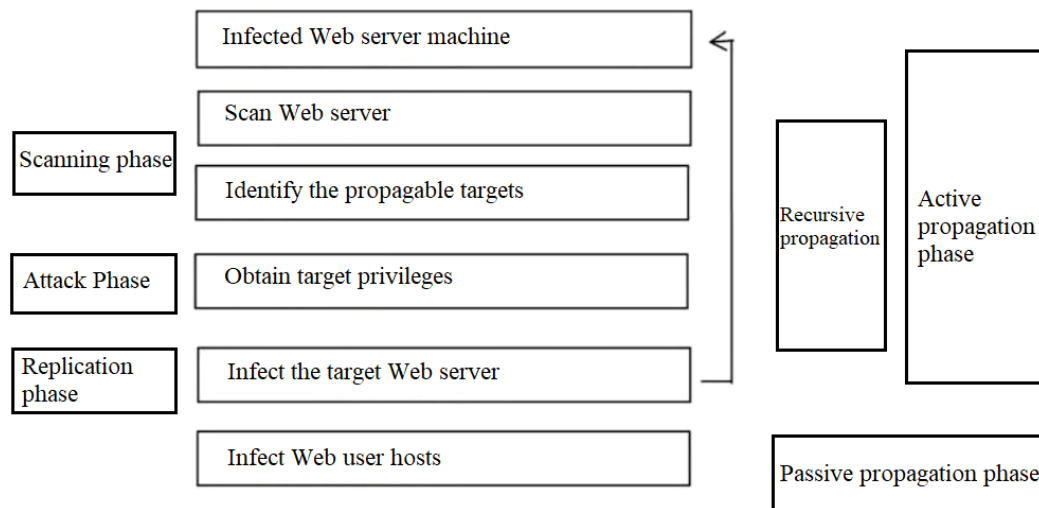 Infected Web server machine
Scan Web server
Scanning phase
Identify the propagable targets
Recursive
propagation
Active
propagation
phase
Attack Phase
Obtain target privileges
Replication
phase
Infect the target Web server
Infect Web user hosts
Passive propagation phase